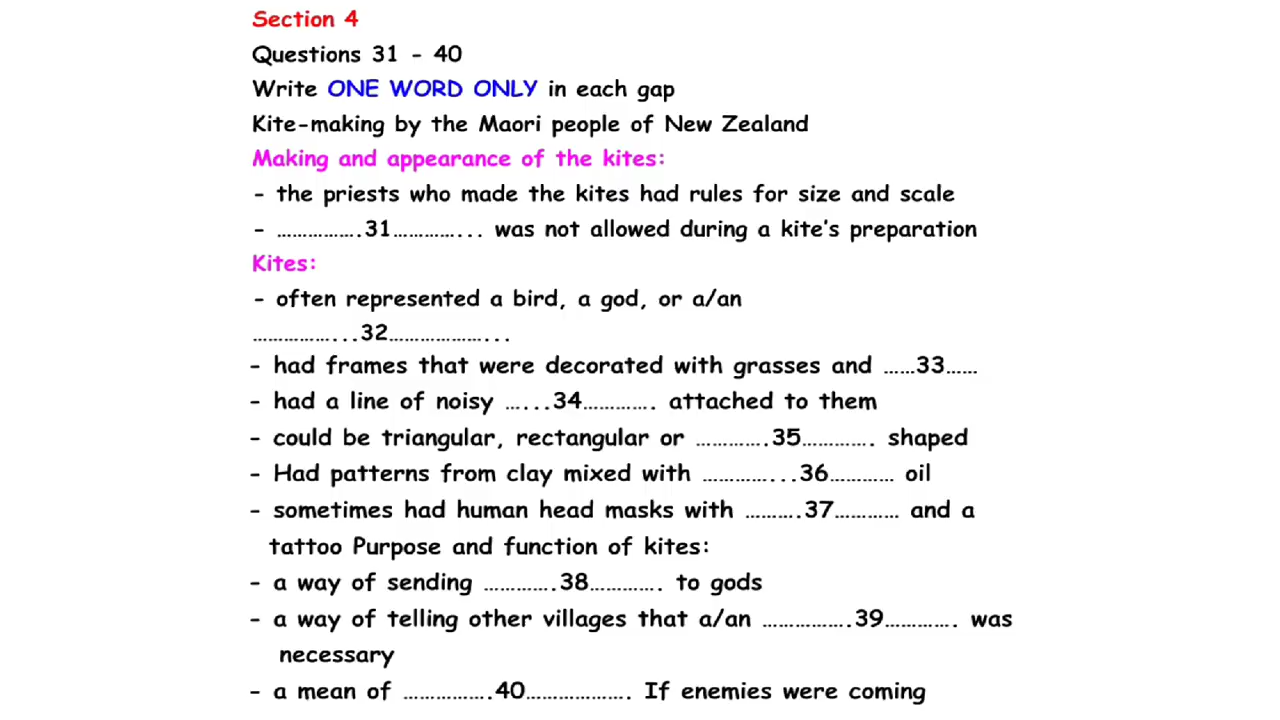 Section 4
Questions 31 - 40
Write ONE WORD ONLY in each gap
Kite-making by the Maori people of New Zealand
Making and appearance of the kites:
- the priests who made the kites had rules for size and scale
- …………….31…………... was not allowed during a kite's preparation
Kites:
- often represented a bird, a god, or a/an
……………...32………………...
- had frames that were decorated with grasses and ……33……
- had a line of noisy …...34…………. attached to them
- could be triangular, rectangular or ………….35…………. shaped
- Had patterns from clay mixed with …………...36………… oil
- sometimes had human head masks with ……….37………… and a
tattoo Purpose and function of kites:
- a way of sending ………….38…………. to gods
- a way of telling other villages that a/an …………….39…………. was
necessary
- a mean of …………….40………………. If enemies were coming